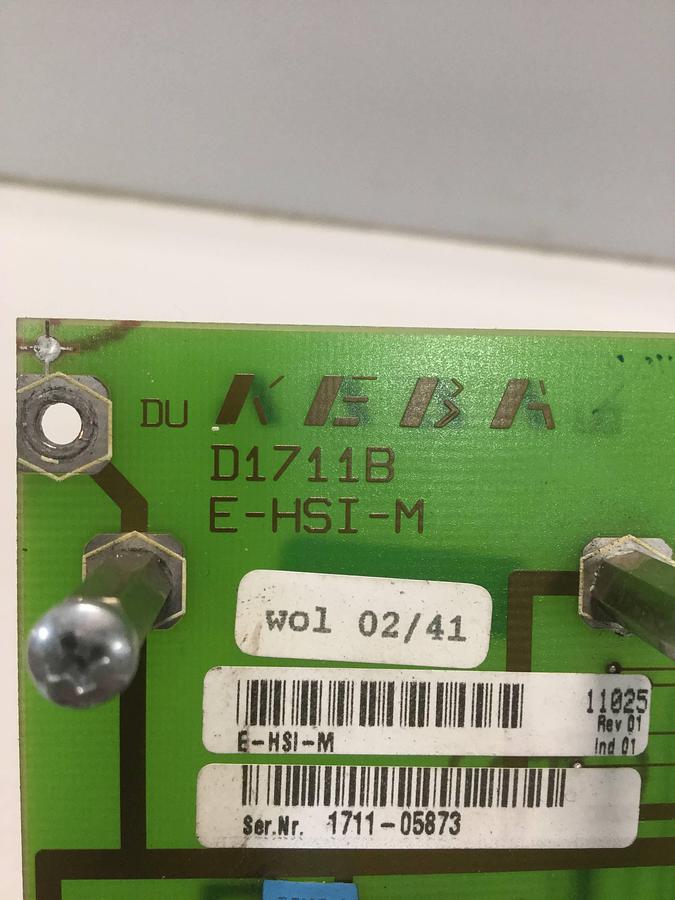 DU KEBA
D1711B
E-HSI-M
wol 02/41
11025
Rev 01
E-HSI-M
Ind 01
Ser.Nr. 1711-05873